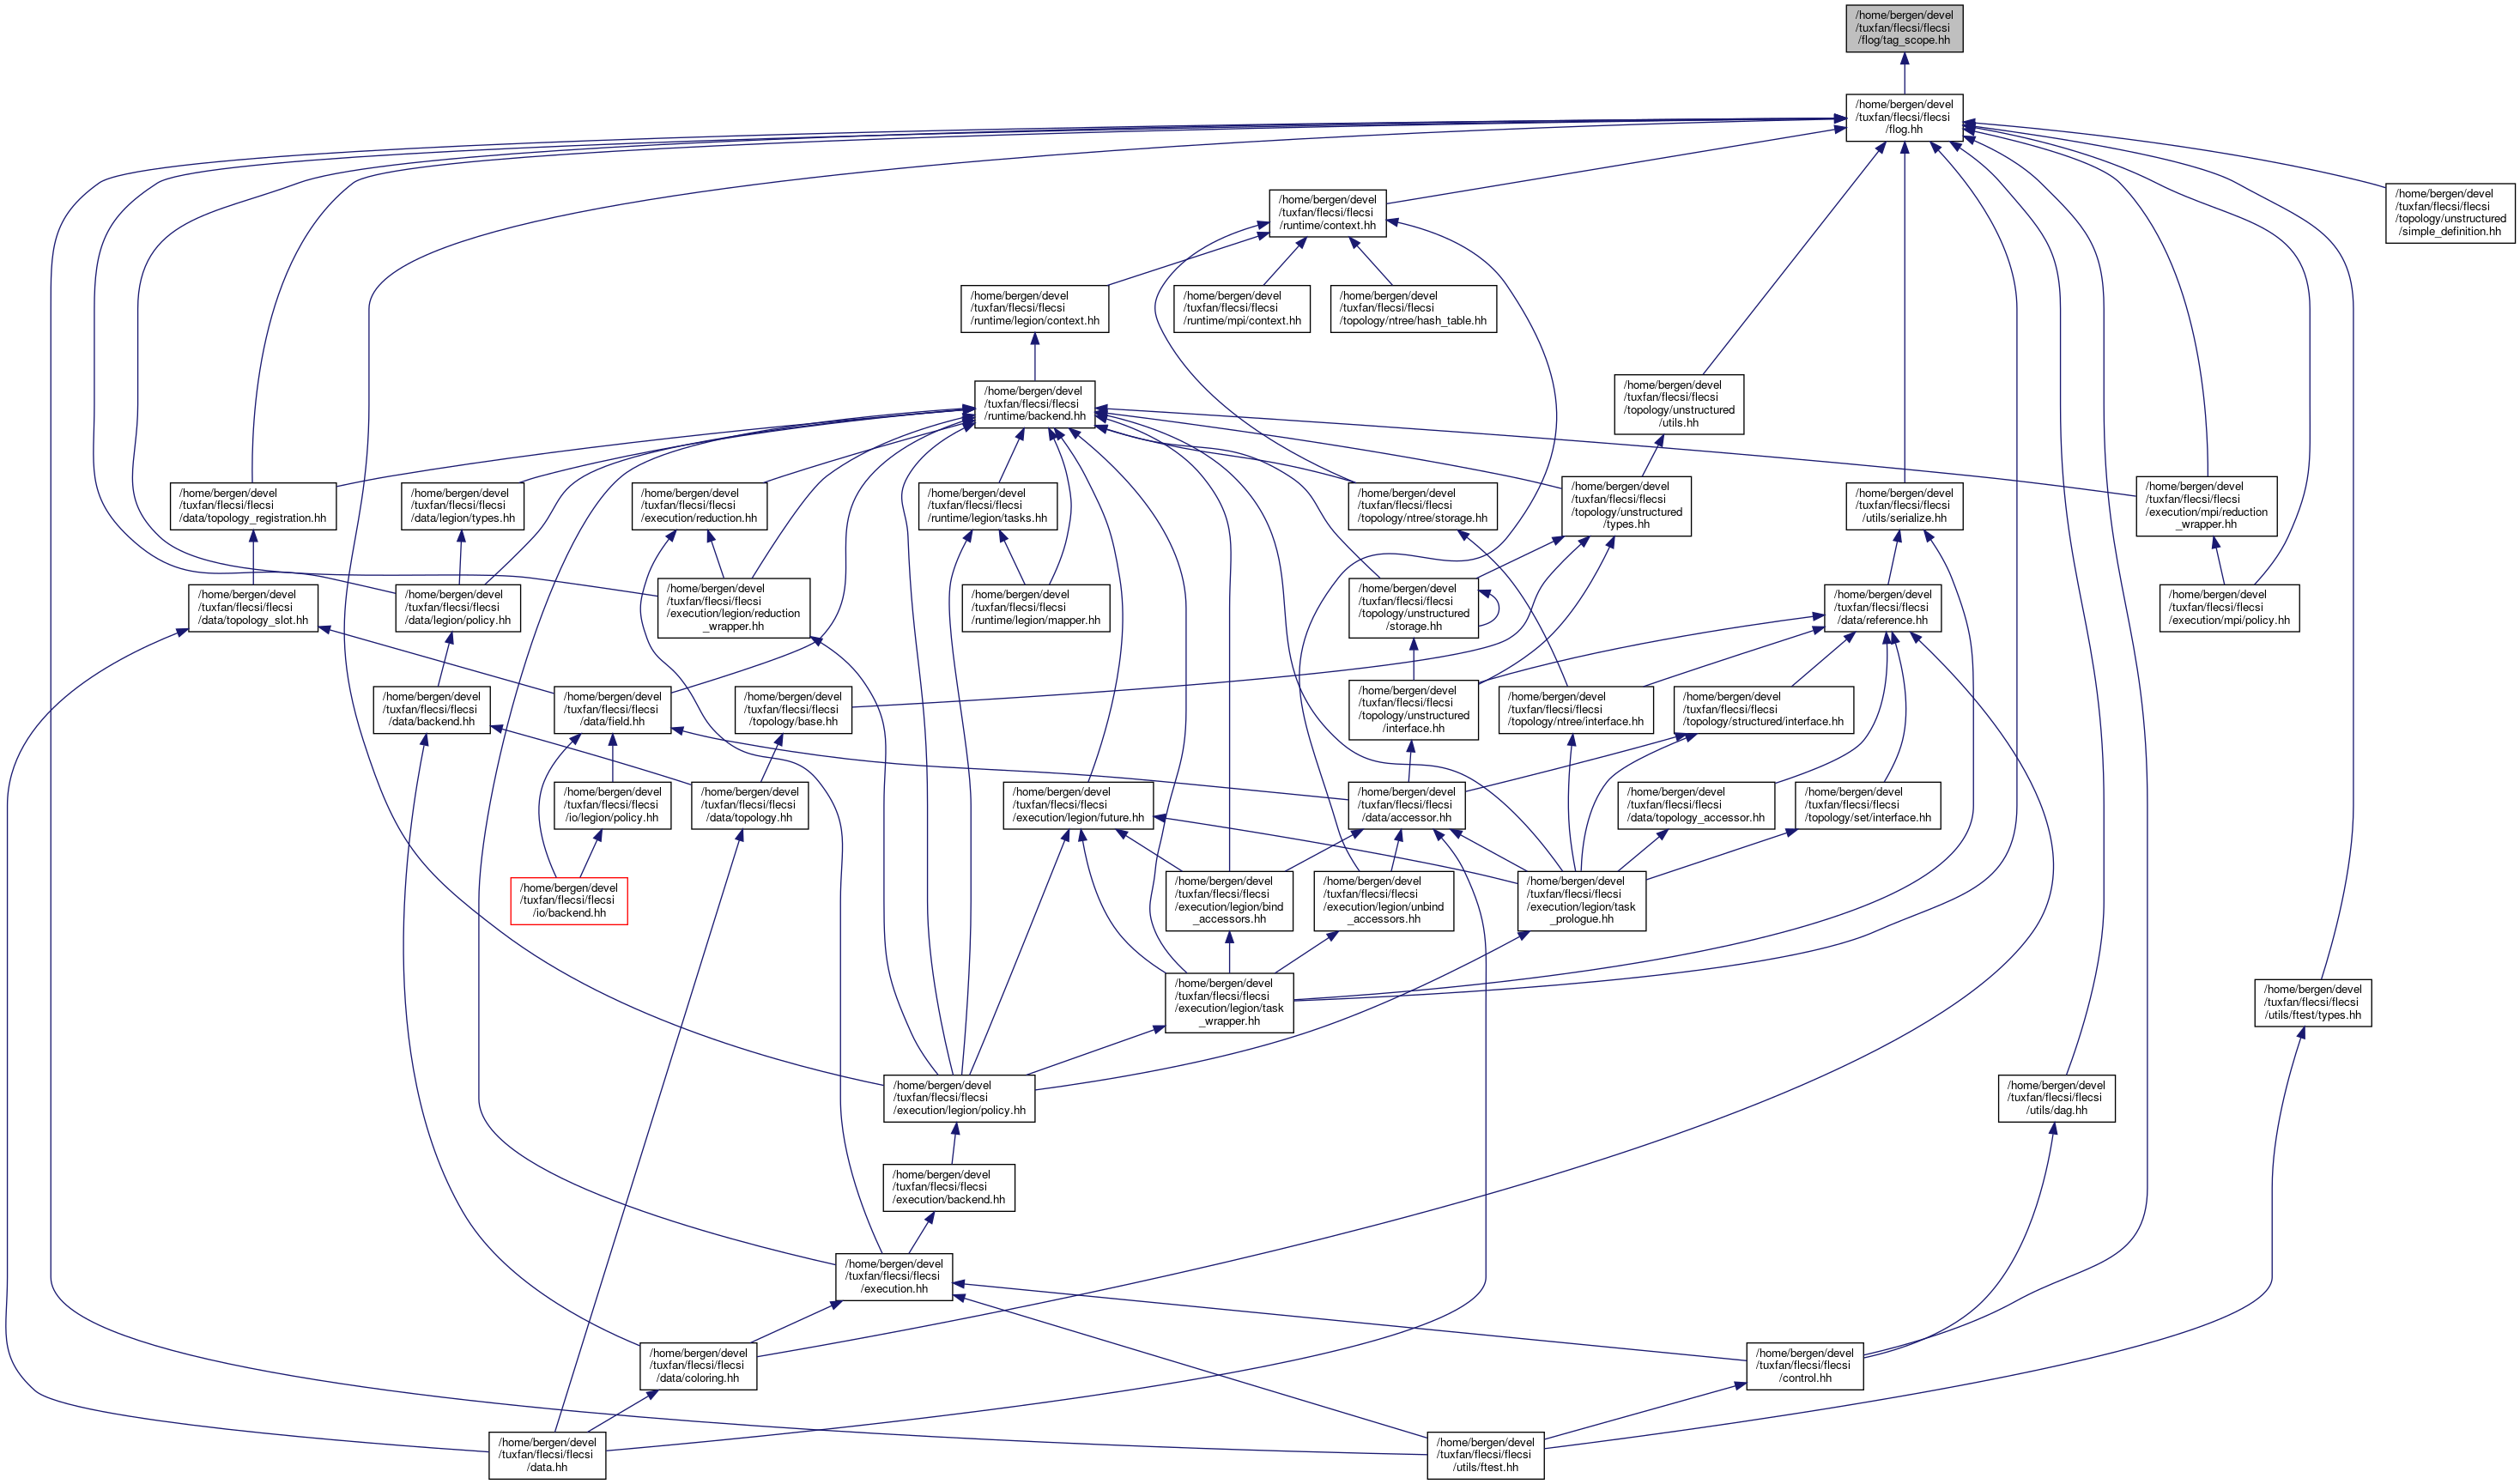 /home/bergen/devel
/tuxfan/flecsi/flecsi
/flog/tag_scope.hh
/home/bergen/devel
/tuxfan/flecsi/flecsi
/flog.hh
/home/bergen/devel
/tuxfan/flecsi/flecsi
/topology/unstructured
/simple_definition.hh
/home/bergen/devel
/tuxfan/flecsi/flecsi
/runtime/context.hh
/home/bergen/devel
/tuxfan/flecsi/flecsi
/runtime/legion/context.hh
/home/bergen/devel
/tuxfan/flecsi/flecsi
/runtime/mpi/context.hh
/home/bergen/devel
/tuxfan/flecsi/flecsi
/topology/ntree/hash_table.hh
/home/bergen/devel
/tuxfan/flecsi/flecsi
/runtime/backend.hh
/home/bergen/devel
/tuxfan/flecsi/flecsi
/topology/unstructured
/utils.hh
/home/bergen/devel
/tuxfan/flecsi/flecsi
/data/topology_registration.hh
/home/bergen/devel
/tuxfan/flecsi/flecsi
/data/legion/types.hh
/home/bergen/devel
/tuxfan/flecsi/flecsi
/execution/reduction.hh
/home/bergen/devel
/tuxfan/flecsi/flecsi
/runtime/legion/tasks.hh
/home/bergen/devel
/tuxfan/flecsi/flecsi
/topology/ntree/storage.hh
/home/bergen/devel
/tuxfan/flecsi/flecsi
/topology/unstructured
/types.hh
/home/bergen/devel
/tuxfan/flecsi/flecsi
/utils/serialize.hh
/home/bergen/devel
/tuxfan/flecsi/flecsi
/execution/mpi/reduction
_wrapper.hh
/home/bergen/devel
/tuxfan/flecsi/flecsi
/data/topology_slot.hh
/home/bergen/devel
/tuxfan/flecsi/flecsi
/data/legion/policy.hh
/home/bergen/devel
/tuxfan/flecsi/flecsi
/execution/legion/reduction
_wrapper.hh
/home/bergen/devel
/tuxfan/flecsi/flecsi
/runtime/legion/mapper.hh
/home/bergen/devel
/tuxfan/flecsi/flecsi
/topology/unstructured
/storage.hh
/home/bergen/devel
/tuxfan/flecsi/flecsi
/data/reference.hh
/home/bergen/devel
/tuxfan/flecsi/flecsi
/execution/mpi/policy.hh
/home/bergen/devel
/tuxfan/flecsi/flecsi
/data/backend.hh
/home/bergen/devel
/tuxfan/flecsi/flecsi
/data/field.hh
/home/bergen/devel
/tuxfan/flecsi/flecsi
/topology/base.hh
/home/bergen/devel
/tuxfan/flecsi/flecsi
/topology/unstructured
/interface.hh
/home/bergen/devel
/tuxfan/flecsi/flecsi
/topology/ntree/interface.hh
/home/bergen/devel
/tuxfan/flecsi/flecsi
/topology/structured/interface.hh
/home/bergen/devel
/tuxfan/flecsi/flecsi
/io/legion/policy.hh
/home/bergen/devel
/tuxfan/flecsi/flecsi
/data/topology.hh
/home/bergen/devel
/tuxfan/flecsi/flecsi
/execution/legion/future.hh
/home/bergen/devel
/tuxfan/flecsi/flecsi
/data/accessor.hh
/home/bergen/devel
/tuxfan/flecsi/flecsi
/data/topology_accessor.hh
/home/bergen/devel
/tuxfan/flecsi/flecsi
/topology/set/interface.hh
/home/bergen/devel
/tuxfan/flecsi/flecsi
/io/backend.hh
/home/bergen/devel
/tuxfan/flecsi/flecsi
/execution/legion/bind
_accessors.hh
/home/bergen/devel
/tuxfan/flecsi/flecsi
/execution/legion/unbind
_accessors.hh
/home/bergen/devel
/tuxfan/flecsi/flecsi
/execution/legion/task
_prologue.hh
/home/bergen/devel
/tuxfan/flecsi/flecsi
/execution/legion/task
_wrapper.hh
/home/bergen/devel
/tuxfan/flecsi/flecsi
/utils/ftest/types.hh
/home/bergen/devel
/tuxfan/flecsi/flecsi
/execution/legion/policy.hh
/home/bergen/devel
/tuxfan/flecsi/flecsi
/utils/dag.hh
/home/bergen/devel
/tuxfan/flecsi/flecsi
/execution/backend.hh
/home/bergen/devel
/tuxfan/flecsi/flecsi
/execution.hh
/home/bergen/devel
/tuxfan/flecsi/flecsi
/data/coloring.hh
/home/bergen/devel
/tuxfan/flecsi/flecsi
/control.hh
/home/bergen/devel
/tuxfan/flecsi/flecsi
/data.hh
/home/bergen/devel
/tuxfan/flecsi/flecsi
/utils/ftest.hh